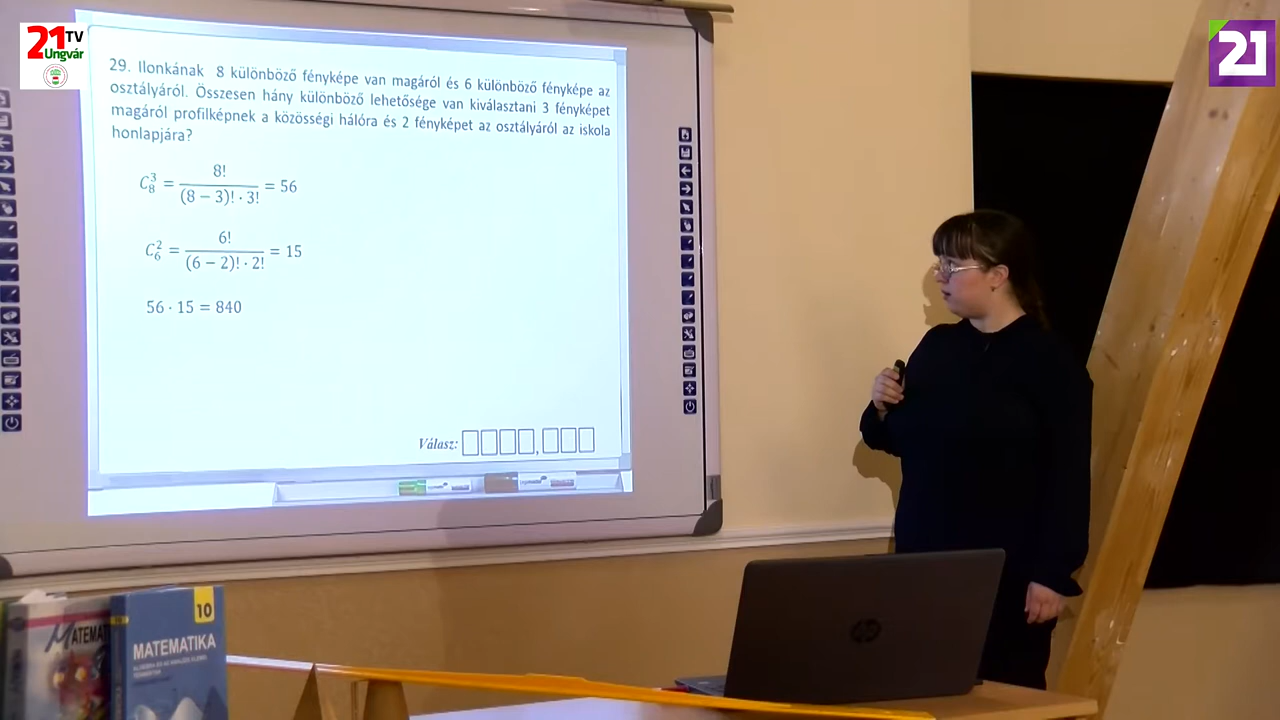 21 TV
Ungvár
21
29. Ilonkának 8 különböző fényképe van magáról és 6 különböző fényképe az
osztályáról. Összesen hány különböző lehetősége van kiválasztani 3 fényképet
magáról profilképnek a közösségi hálóra és 2 fényképet az osztályáról az iskola
honlapjára?
C_8^3 = 8! / ((8 − 3)! · 3!) = 56
C_6^2 = 6! / ((6 − 2)! · 2!) = 15
56 · 15 = 840
Válasz: □□□□,□□□
MATEMAT
10
MATEMATIKA
hp